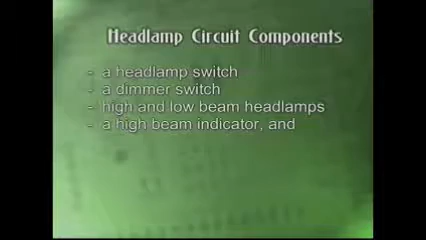 Headlamp Circuit Components
- a headlamp switch
- a dimmer switch
- high and low beam headlamps
- a high beam indicator, and